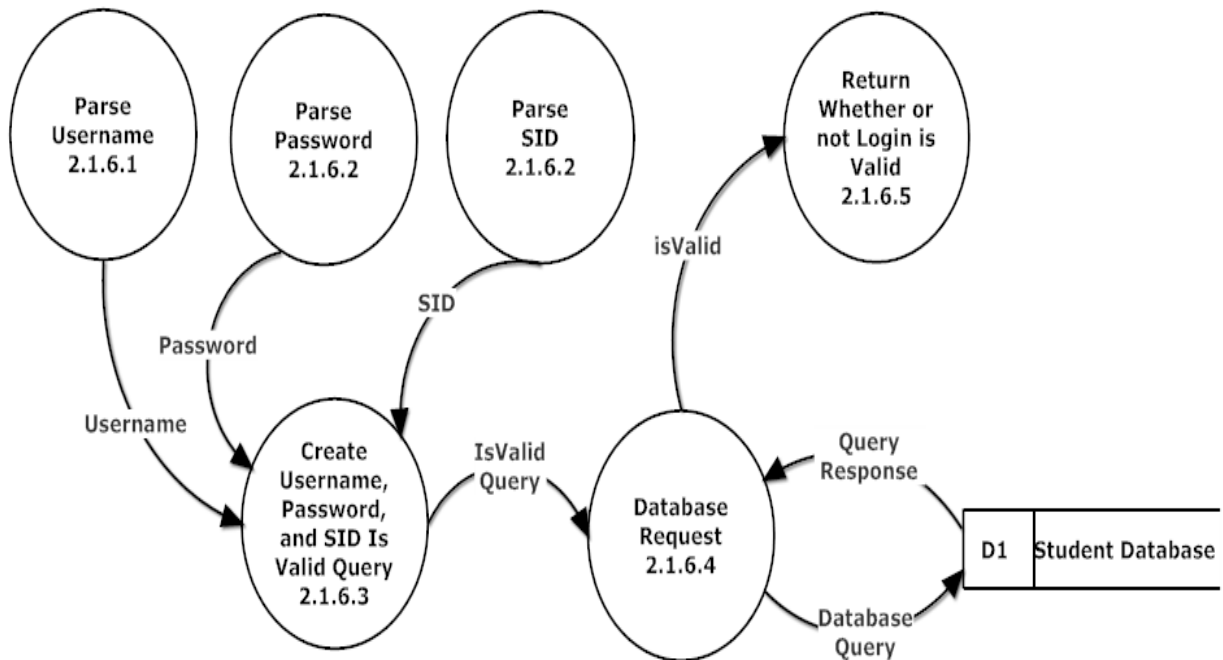 Parse
Username
2.1.6.1
Parse
Password
2.1.6.2
Parse
SID
2.1.6.2
Return
Whether or
not Login is
Valid
2.1.6.5
isValid
SID
Password
Username
Create
Username,
Password,
and SID Is
Valid Query
2.1.6.3
IsValid
Query
Database
Request
2.1.6.4
Query
Response
D1 Student Database
Database
Query